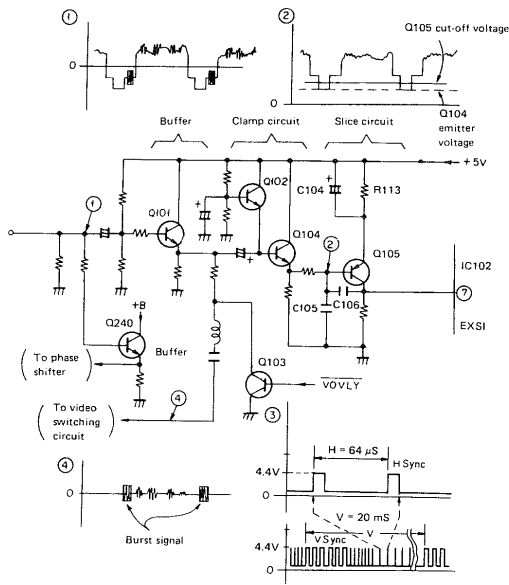 1
2
Q105 cut-off voltage
0
0
Q104
emitter
voltage
Buffer
Clamp circuit
Slice circuit
+ 5V
+
Q102
C104
+
R113
1
Q101
Q104
2
Q105
+
IC102
+B
C105
C106
7
Q240
EXSI
Buffer
To phase
shifter
Q103
4
VOVLY
To video
switching
circuit
3
4
H = 64 µS
H Sync
4.4V
0
0
V = 20 mS
Burst signal
V Sync
V
4.4V
0